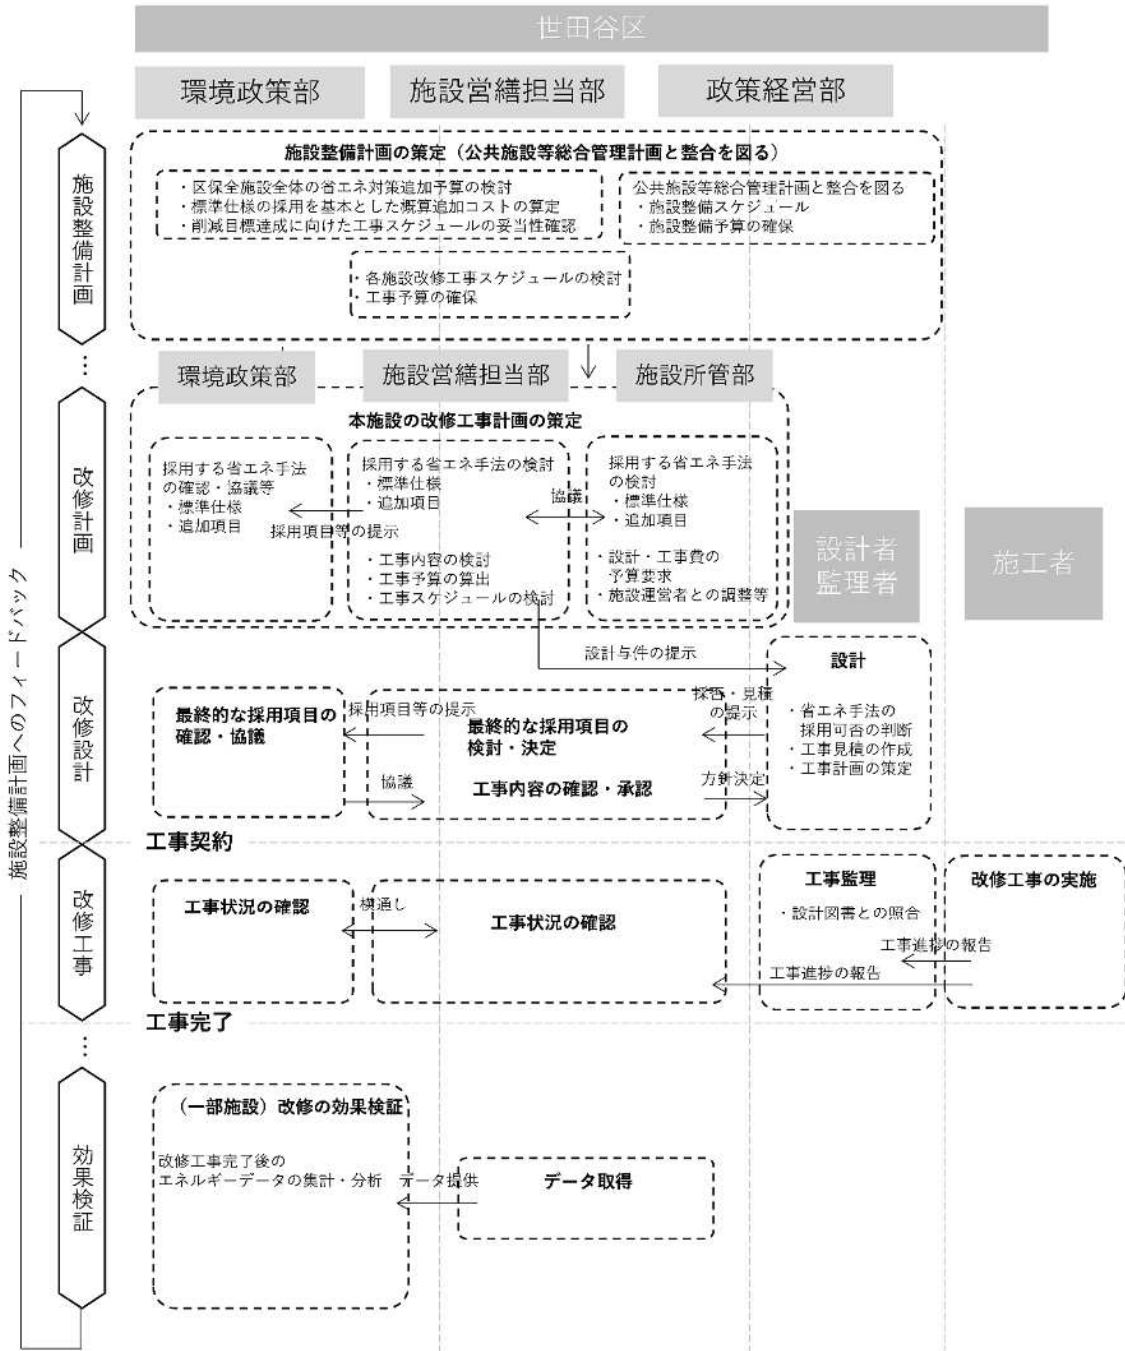 世田谷区
環境政策部
施設営繕担当部
政策経営部
施設整備計画
施設整備計画の策定（公共施設等総合管理計画と整合を図る）
・区保全施設全体の省エネ対策追加予算の検討
・標準仕様の採用を基本とした概算追加コストの算定
・削減目標達成に向けた工事スケジュールの妥当性確認
公共施設等総合管理計画と整合を図る
・施設整備スケジュール
・施設整備予算の確保
・各施設改修工事スケジュールの検討
・工事予算の確保
⋮
環境政策部
施設営繕担当部
施設所管部
改修計画
本施設の改修工事計画の策定
採用する省エネ手法
の確認・協議等
・標準仕様
・追加項目
採用項目等の提示
採用する省エネ手法の検討
・標準仕様
・追加項目
・工事内容の検討
・工事予算の算出
・工事スケジュールの検討
協議
採用する省エネ手法
の検討
・標準仕様
・追加項目
・設計・工事費の
予算要求
・施設運営者との調整等
設計者
監理者
施工者
施設整備計画へのフィードバック
改修設計
設計与件の提示
設計
・省エネ手法の
採用可否の判断
・工事見積の作成
・工事計画の策定
最終的な採用項目の
確認・協議
採用項目等の提示
協議
最終的な採用項目の
検討・決定
工事内容の確認・承認
採否・見積
の提示
方針決定
工事契約
改修工事
工事状況の確認
横通し
工事状況の確認
工事監理
・設計図書との照合
改修工事の実施
工事進捗の報告
工事進捗の報告
工事完了
⋮
効果検証
（一部施設）改修の効果検証
改修工事完了後の
エネルギーデータの集計・分析
データ提供
データ取得